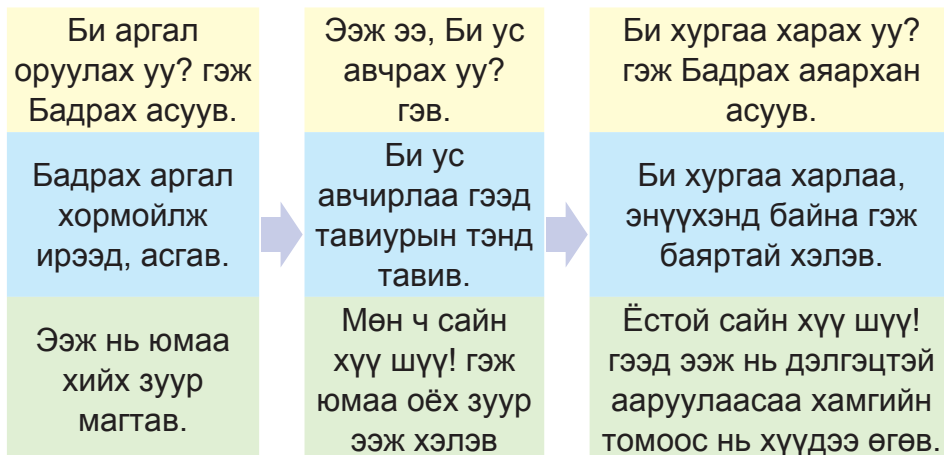 Би аргал
оруулах уу? гэж
Бадрах асуув.
Бадрах аргал
хормойлж
ирээд, асгав.
Ээж нь юмаа
хийх зуур
магтав.
Ээж ээ, Би ус
авчрах уу?
гэв.
Би ус
авчирлаа гээд
тавиурын тэнд
тавив.
Мөн ч сайн
хүү шүү! гэж
юмаа оёх зуур
ээж хэлэв
Би хургаа харах уу?
гэж Бадрах аяархан
асуув.
Би хургаа харлаа,
энүүхэнд байна гэж
баяртай хэлэв.
Ёстой сайн хүү шүү!
гээд ээж нь дэлгэцтэй
ааруулаасаа хамгийн
томоос нь хүүдээ өгөв.